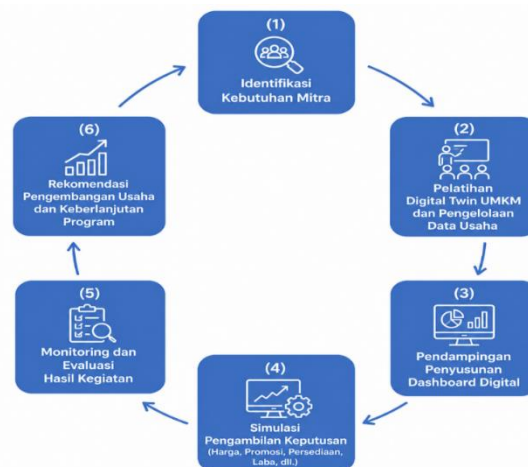 (1)
Identifikasi
Kebutuhan Mitra
(2)
Pelatihan
Digital Twin UMKM
dan Pengelolaan
Data Usaha
(3)
Pendampingan
Penyusunan
Dashboard Digital
(4)
Simulasi
Pengambilan Keputusan
(Harga, Promosi, Persediaan,
Laba, dll.)
(5)
Monitoring dan
Evaluasi
Hasil Kegiatan
(6)
Rekomendasi
Pengembangan Usaha
dan Keberlanjutan
Program